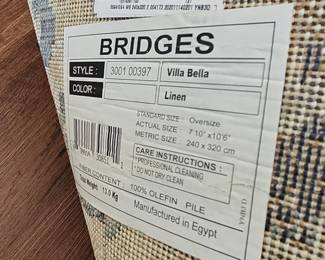 BRIDGES
STYLE : 3001 00397 Villa Bella
COLOR : Linen
STANDARD SIZE : Oversize
ACTUAL SIZE : 7'10"x10'6"
METRIC SIZE : 240 x 320 cm
CARE INSTRUCTIONS :
*PROFESSIONAL CLEANING
*DO NOT DRY CLEAN
CONTENT : 100% OLEFIN PILE
Total Weight: 13.0 Kg
Manufactured in Egypt